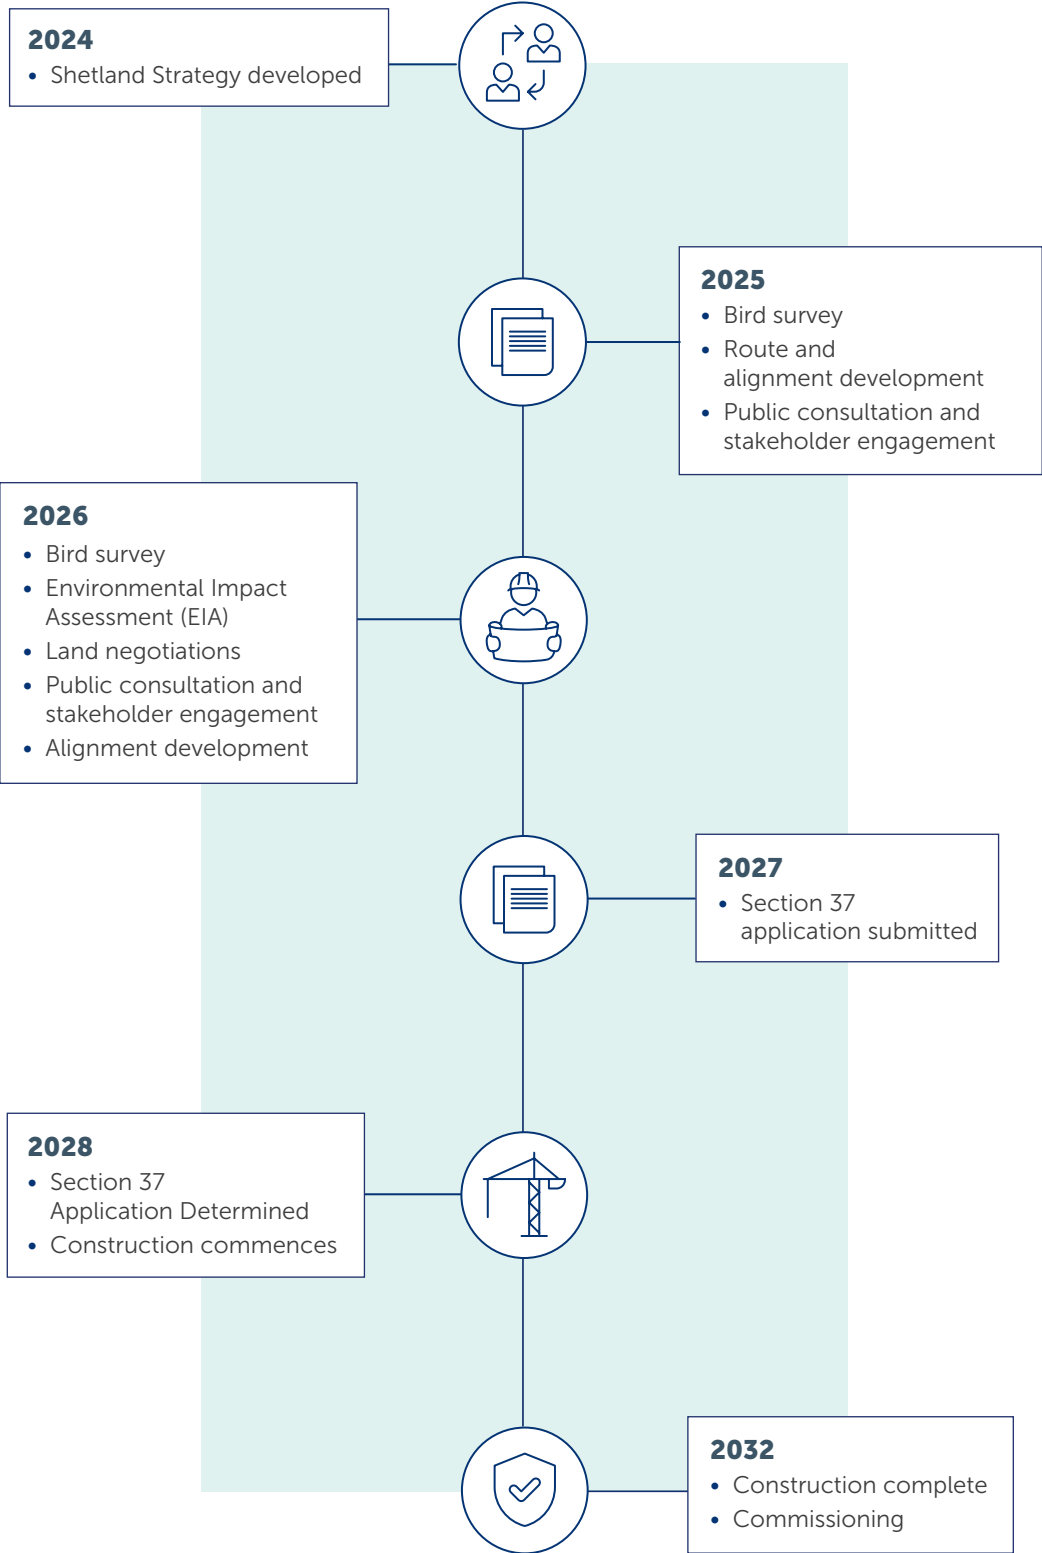 2024
• Shetland Strategy developed
2025
• Bird survey
• Route and
alignment development
• Public consultation and
stakeholder engagement
2026
• Bird survey
• Environmental Impact
Assessment (EIA)
• Land negotiations
• Public consultation and
stakeholder engagement
• Alignment development
2027
• Section 37
application submitted
2028
• Section 37
Application Determined
• Construction commences
2032
• Construction complete
• Commissioning